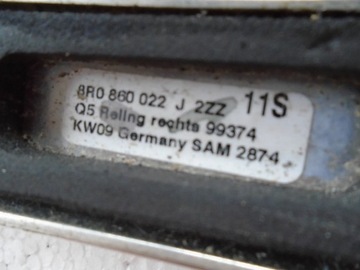 8R0 860 022 J 2ZZ 11S
Q5 Reling rechts 99374
KW09 Germany SAM 2874